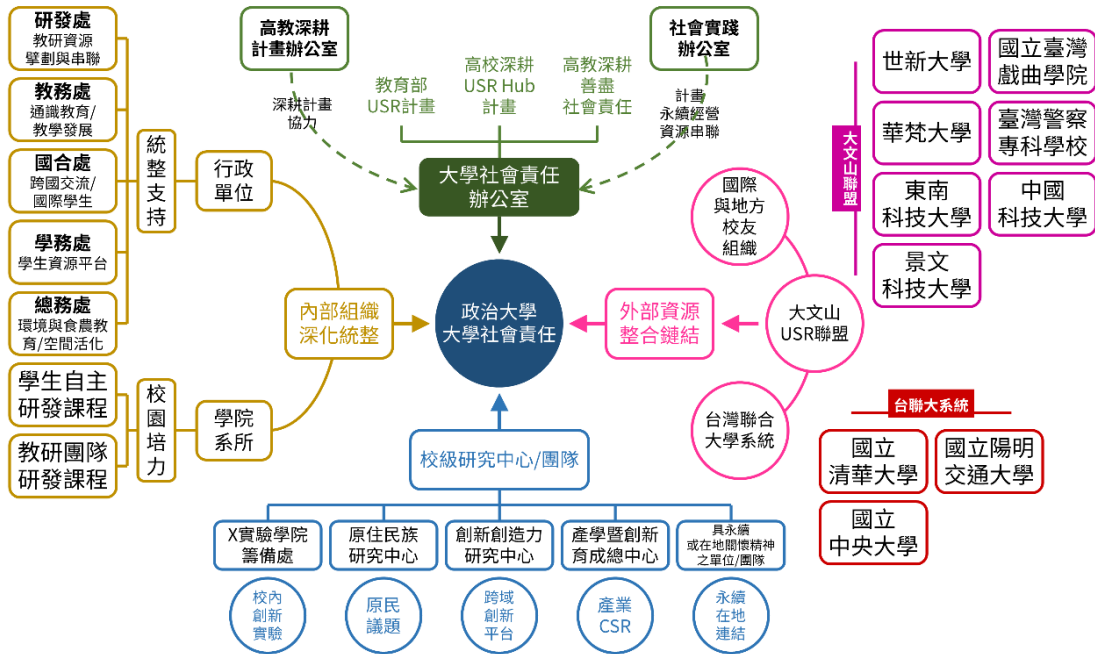 研發處
教研資源
擘劃與串聯
教務處
通識教育/
教學發展
國合處
跨國交流/
國際學生
學務處
學生資源平台
總務處
環境與食農教
育/空間活化
學生自主
研發課程
教研團隊
研發課程
統整支持
校園培力
行政
單位
學院
系所
內部組織
深化統整
高教深耕
計畫辦公室
深耕計畫
協力
教育部
USR計畫
高校深耕
USR Hub
計畫
高教深耕
善盡
社會責任
社會實踐
辦公室
計畫
永續經營
資源串聯
大學社會責任
辦公室
政治大學
大學社會責任
外部資源
整合鏈結
國際
與地方
校友
組織
大文山
USR聯盟
台灣聯合
大學系統
大文山聯盟
世新大學
國立臺灣
戲曲學院
華梵大學
臺灣警察
專科學校
東南
科技大學
中國
科技大學
景文
科技大學
台聯大系統
國立
清華大學
國立陽明
交通大學
國立
中央大學
校級研究中心/團隊
X實驗學院
籌備處
原住民族
研究中心
創新創造力
研究中心
產學暨創新
育成總中心
具永續
或在地關懷精神
之單位/團隊
校內
創新
實驗
原民
議題
跨域
創新
平台
產業
CSR
永續
在地
連結